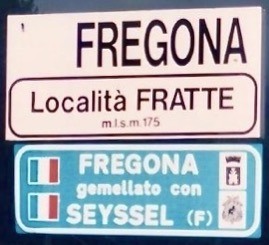 FREGONA
Località FRATTE
m.l.s.m.175
FREGONA
gemellato con
SEYSSEL (F)